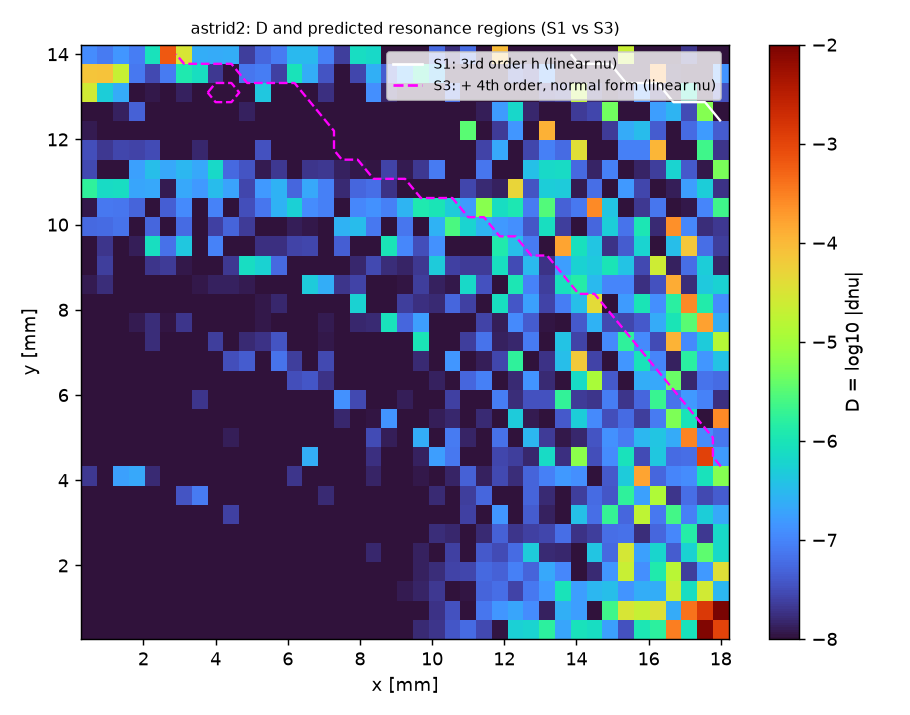 astrid2: D and predicted resonance regions (S1 vs S3)
S1: 3rd order h (linear nu)
S3: + 4th order, normal form (linear nu)
14
12
10
8
6
4
2
y [mm]
2 4 6 8 10 12 14 16 18
x [mm]
−2
−3
−4
−5
−6
−7
−8
D = log10 |dnu|